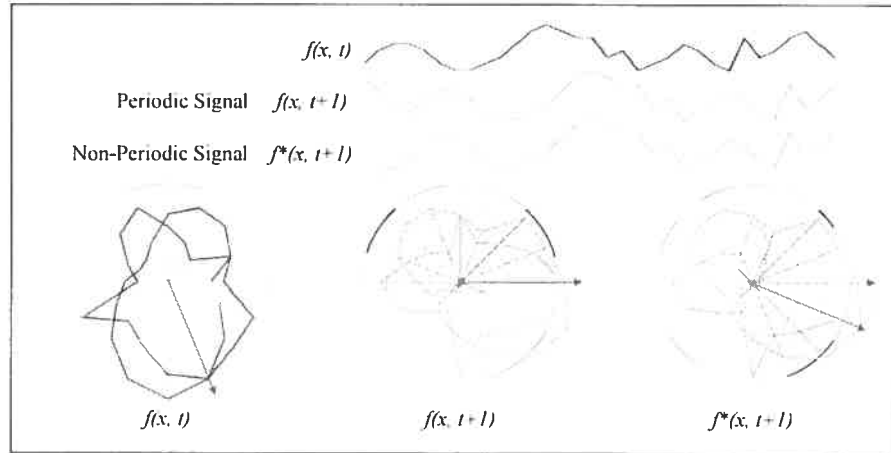 f(x, t)
Periodic Signal f(x, t+1)
Non-Periodic Signal f*(x, t+1)
f(x, t) f(x, t+1) f*(x, t+1)